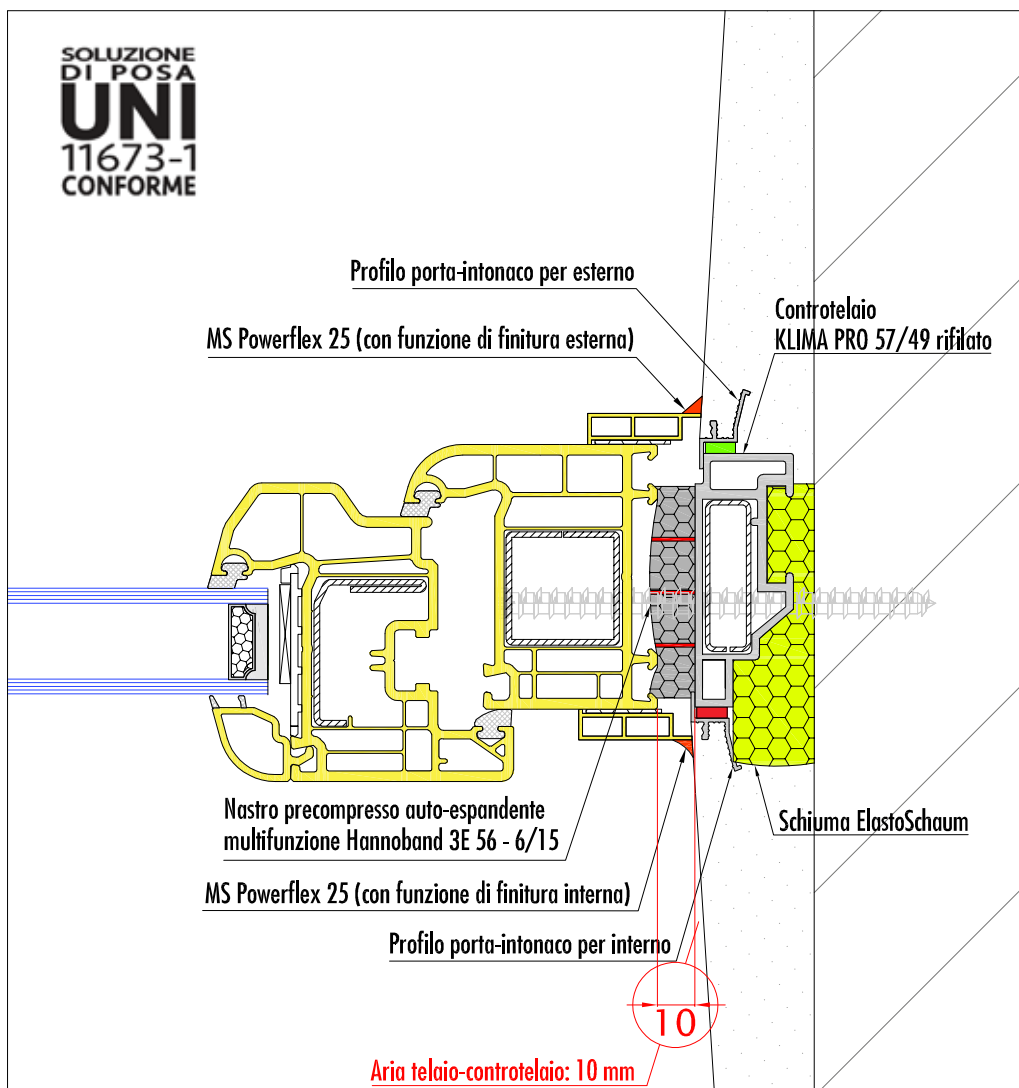 SOLUZIONE
DI POSA
UNI
11673-1
CONFORME
Profilo porta-intonaco per esterno
MS Powerflex 25 (con funzione di finitura esterna)
Controtelaio
KLIMA PRO 57/49 rifilato
Nastro precompresso auto-espandente
multifunzione Hannoband 3E 56 - 6/15
Schiuma ElastoSchaum
MS Powerflex 25 (con funzione di finitura interna)
Profilo porta-intonaco per interno
10
Aria telaio-controtelaio: 10 mm